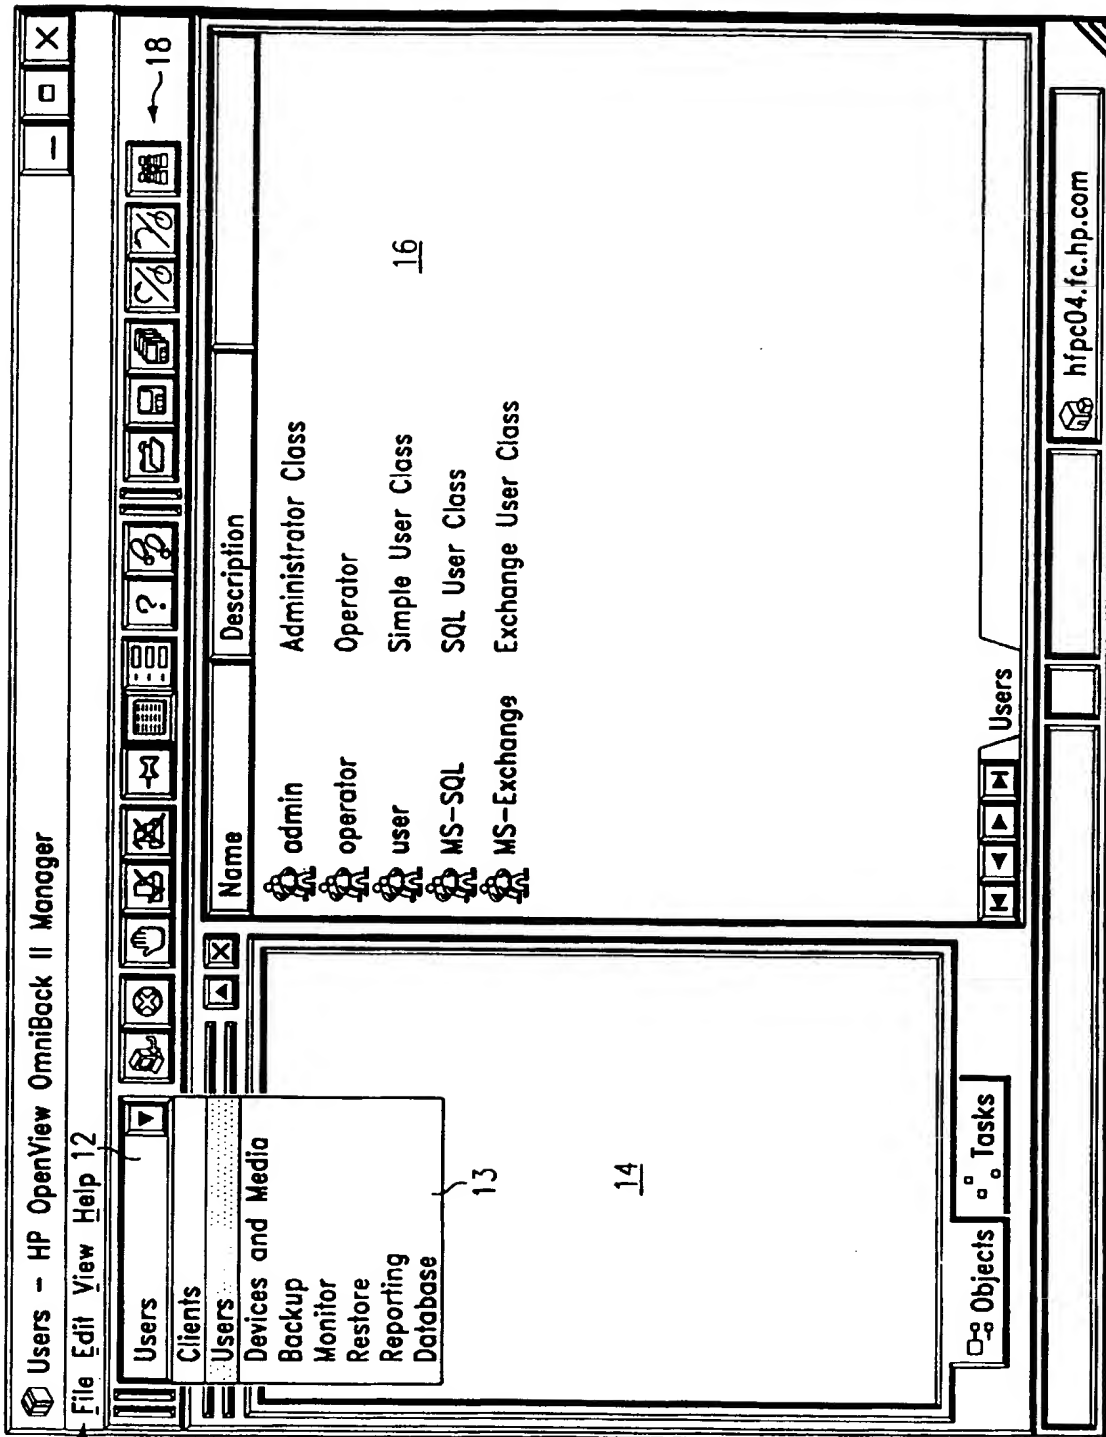 Users - HP OpenView OmniBack II Manager
File Edit View Help 12
Users
18
Clients
Users
Devices and Media
Backup
Monitor
Restore
Reporting
Database
13
14
Objects
Tasks
Name Description
admin Administrator Class
operator Operator
user Simple User Class
MS-SQL SQL User Class
MS-Exchange Exchange User Class
16
Users
hfpc04.fc.hp.com